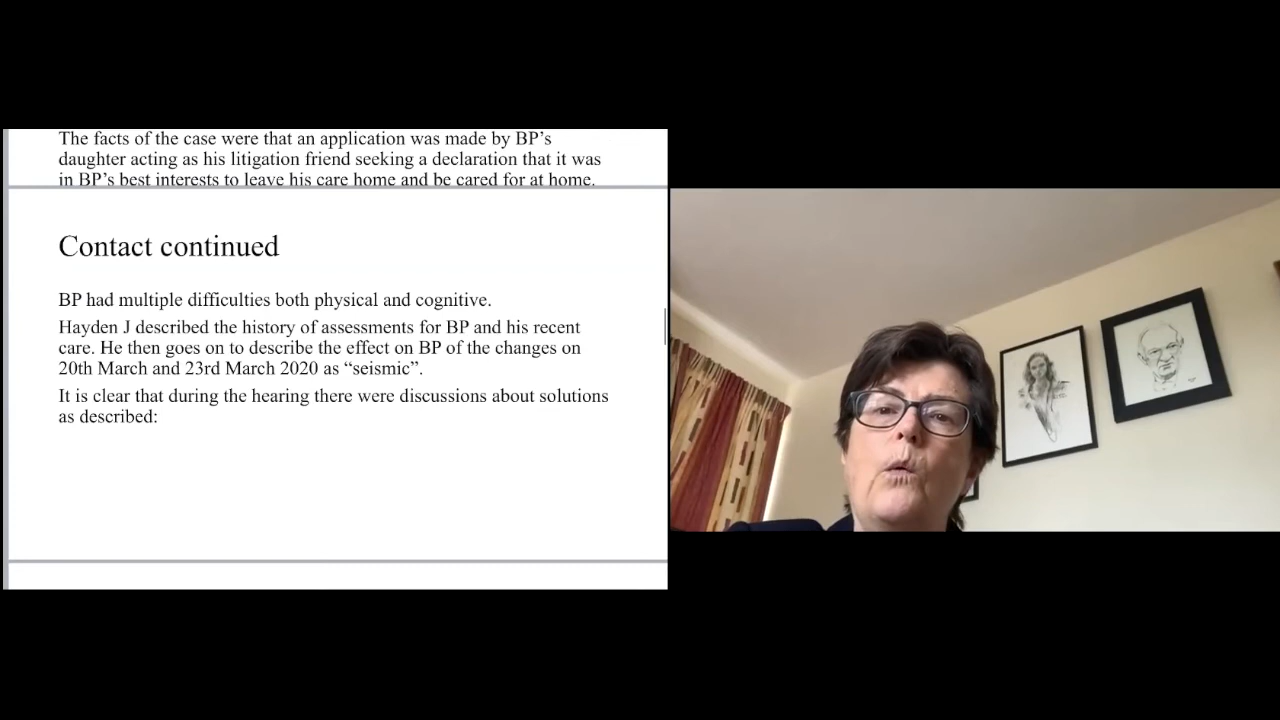 The facts of the case were that an application was made by BP’s
daughter acting as his litigation friend seeking a declaration that it was
in BP’s best interests to leave his care home and be cared for at home.
Contact continued
BP had multiple difficulties both physical and cognitive.
Hayden J described the history of assessments for BP and his recent
care. He then goes on to describe the effect on BP of the changes on
20th March and 23rd March 2020 as “seismic”.
It is clear that during the hearing there were discussions about solutions
as described: